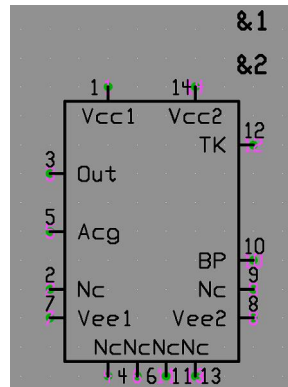 &1
&2
1 14
Vcc1 Vcc2
TK 12
3 Out
5 Acg
BP 10
2 Nc Nc 9
7 Vee1 Vee2 8
NcNcNcNc
4 6 11 13